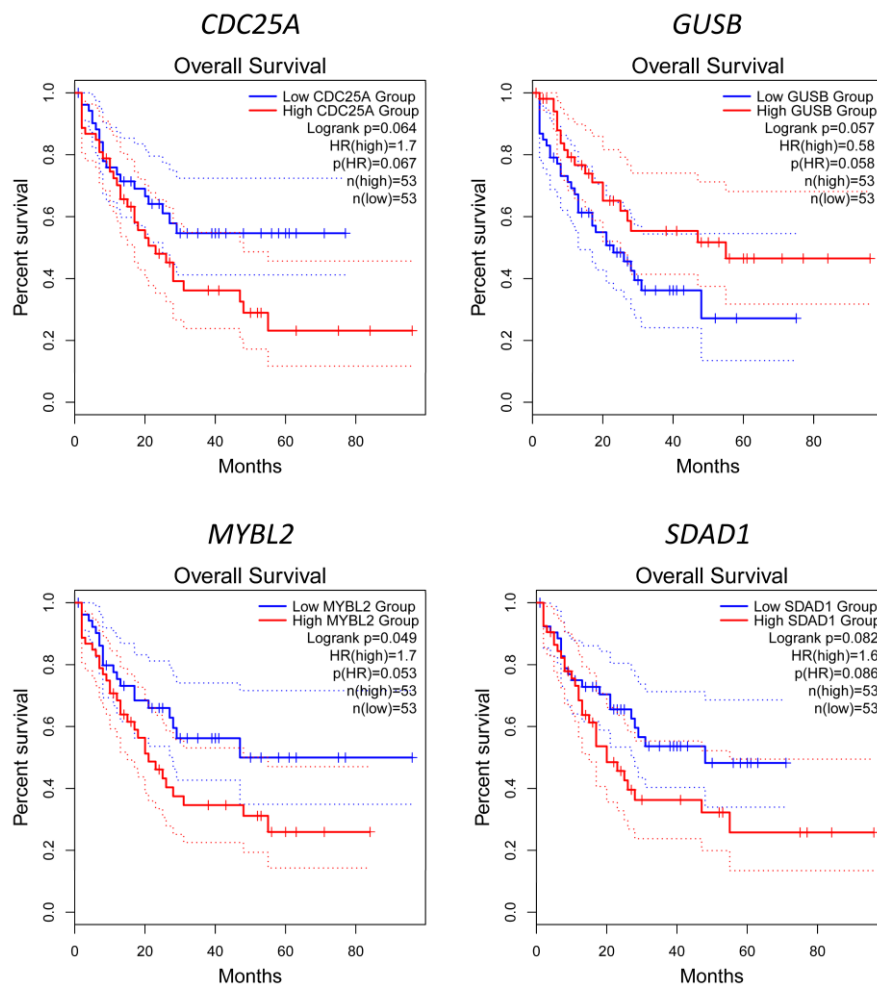 CDC25A
Overall Survival
Low CDC25A Group
High CDC25A Group
Logrank p=0.064
HR(high)=1.7
p(HR)=0.067
n(high)=53
n(low)=53
Percent survival
1.0
0.8
0.6
0.4
0.2
0.0
0 20 40 60 80
Months
GUSB
Overall Survival
Low GUSB Group
High GUSB Group
Logrank p=0.057
HR(high)=0.58
p(HR)=0.058
n(high)=53
n(low)=53
Percent survival
1.0
0.8
0.6
0.4
0.2
0.0
0 20 40 60 80
Months
MYBL2
Overall Survival
Low MYBL2 Group
High MYBL2 Group
Logrank p=0.049
HR(high)=1.7
p(HR)=0.053
n(high)=53
n(low)=53
Percent survival
1.0
0.8
0.6
0.4
0.2
0.0
0 20 40 60 80
Months
SDAD1
Overall Survival
Low SDAD1 Group
High SDAD1 Group
Logrank p=0.082
HR(high)=1.6
p(HR)=0.086
n(high)=53
n(low)=53
Percent survival
1.0
0.8
0.6
0.4
0.2
0.0
0 20 40 60 80
Months